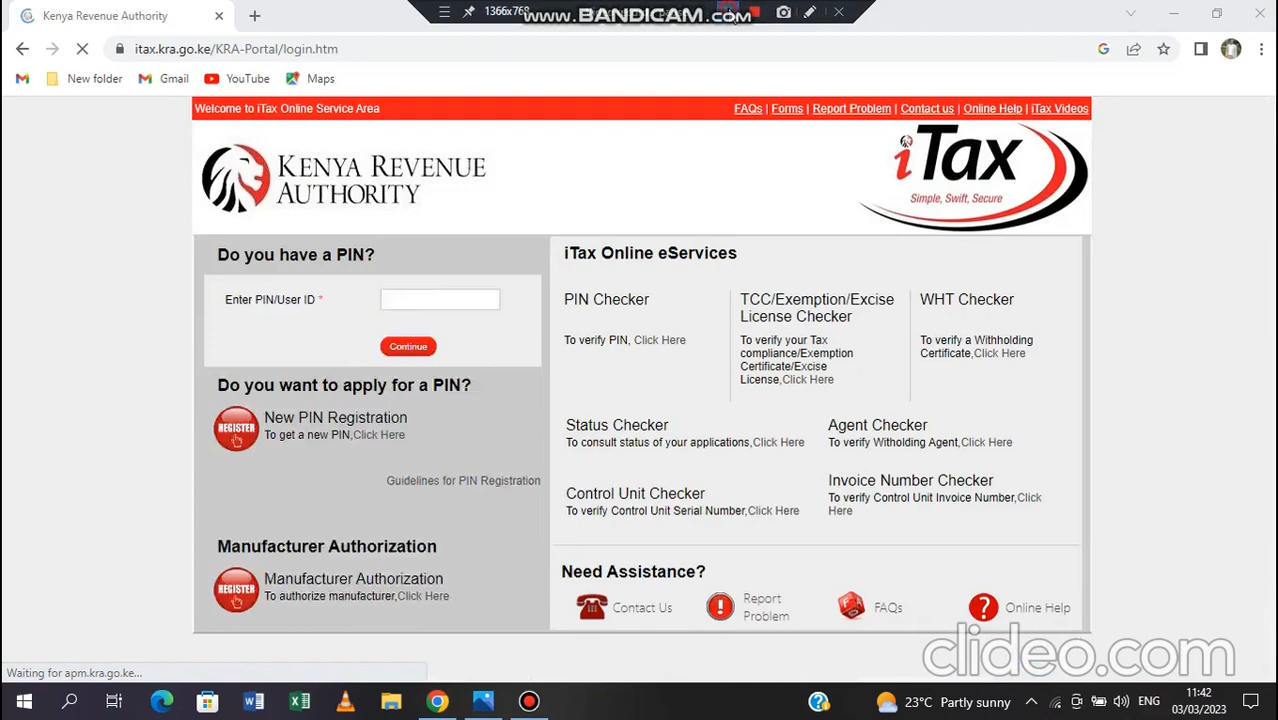 Kenya Revenue Authority
1366x768
www.BANDICAM.com
itax.kra.go.ke/KRA-Portal/login.htm
New folder
Gmail
YouTube
Maps
Welcome to iTax Online Service Area
FAQs | Forms | Report Problem | Contact us | Online Help | iTax Videos
KENYA REVENUE
AUTHORITY
iTax
Simple, Swift, Secure
Do you have a PIN?
Enter PIN/User ID *
Continue
Do you want to apply for a PIN?
REGISTER
New PIN Registration
To get a new PIN,Click Here
Guidelines for PIN Registration
Manufacturer Authorization
REGISTER
Manufacturer Authorization
To authorize manufacturer,Click Here
iTax Online eServices
PIN Checker
To verify PIN, Click Here
TCC/Exemption/Excise
License Checker
To verify your Tax
compliance/Exemption
Certificate/Excise
License,Click Here
WHT Checker
To verify a Withholding
Certificate,Click Here
Status Checker
To consult status of your applications,Click Here
Agent Checker
To verify Witholding Agent,Click Here
Control Unit Checker
To verify Control Unit Serial Number,Click Here
Invoice Number Checker
To verify Control Unit Invoice Number,Click
Here
Need Assistance?
Contact Us
Report
Problem
FAQs
Online Help
clideo.com
Waiting for apm.kra.go.ke...
23°C Partly sunny
ENG
11:42
03/03/2023